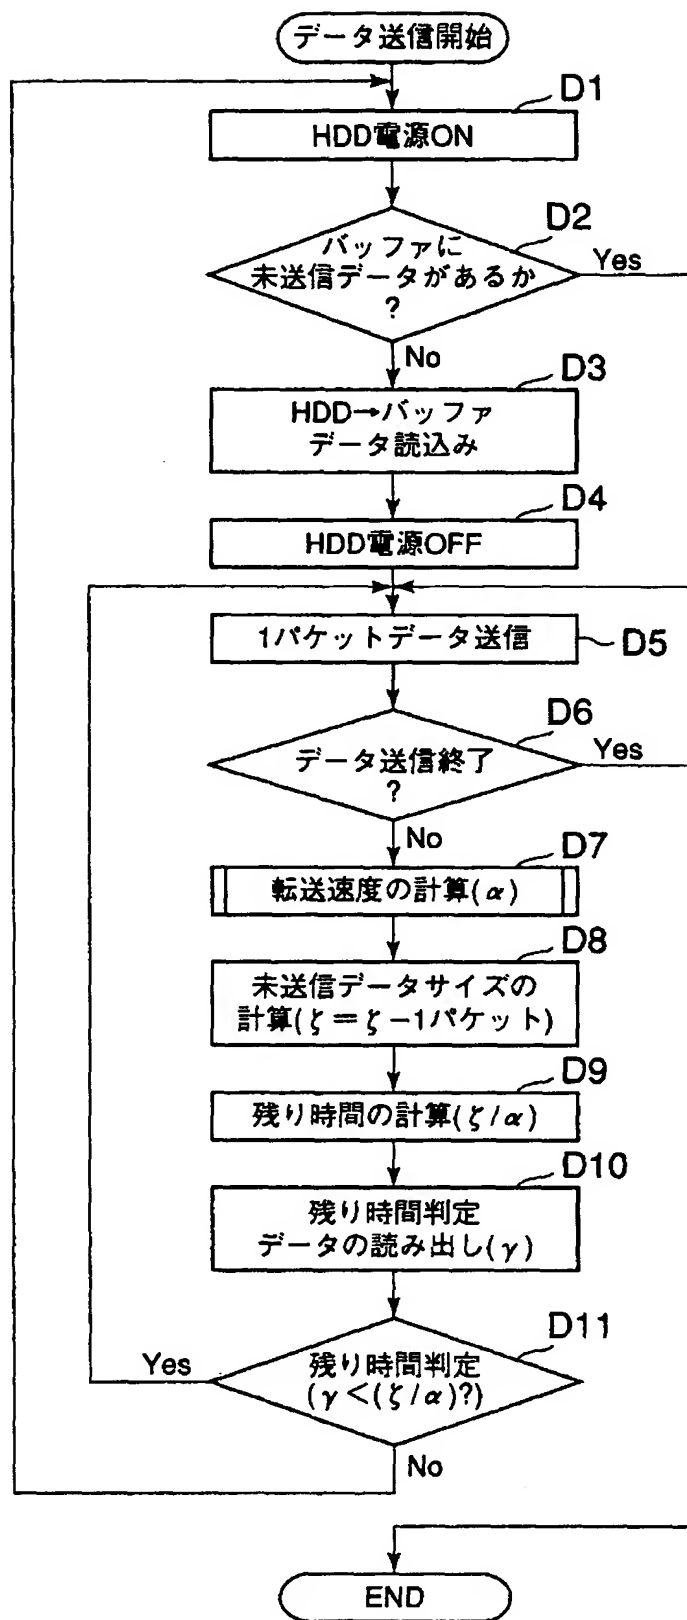 データ送信開始
D1
HDD電源ON
D2
バッファに
未送信データがあるか
?
Yes
No
D3
HDD→バッファ
データ読込み
D4
HDD電源OFF
1パケットデータ送信
D5
D6
データ送信終了
?
Yes
No
D7
転送速度の計算(α)
D8
未送信データサイズの
計算(ζ=ζ-1パケット)
D9
残り時間の計算(ζ/α)
D10
残り時間判定
データの読み出し(γ)
D11
Yes
残り時間判定
(γ<(ζ/α)?)
No
END